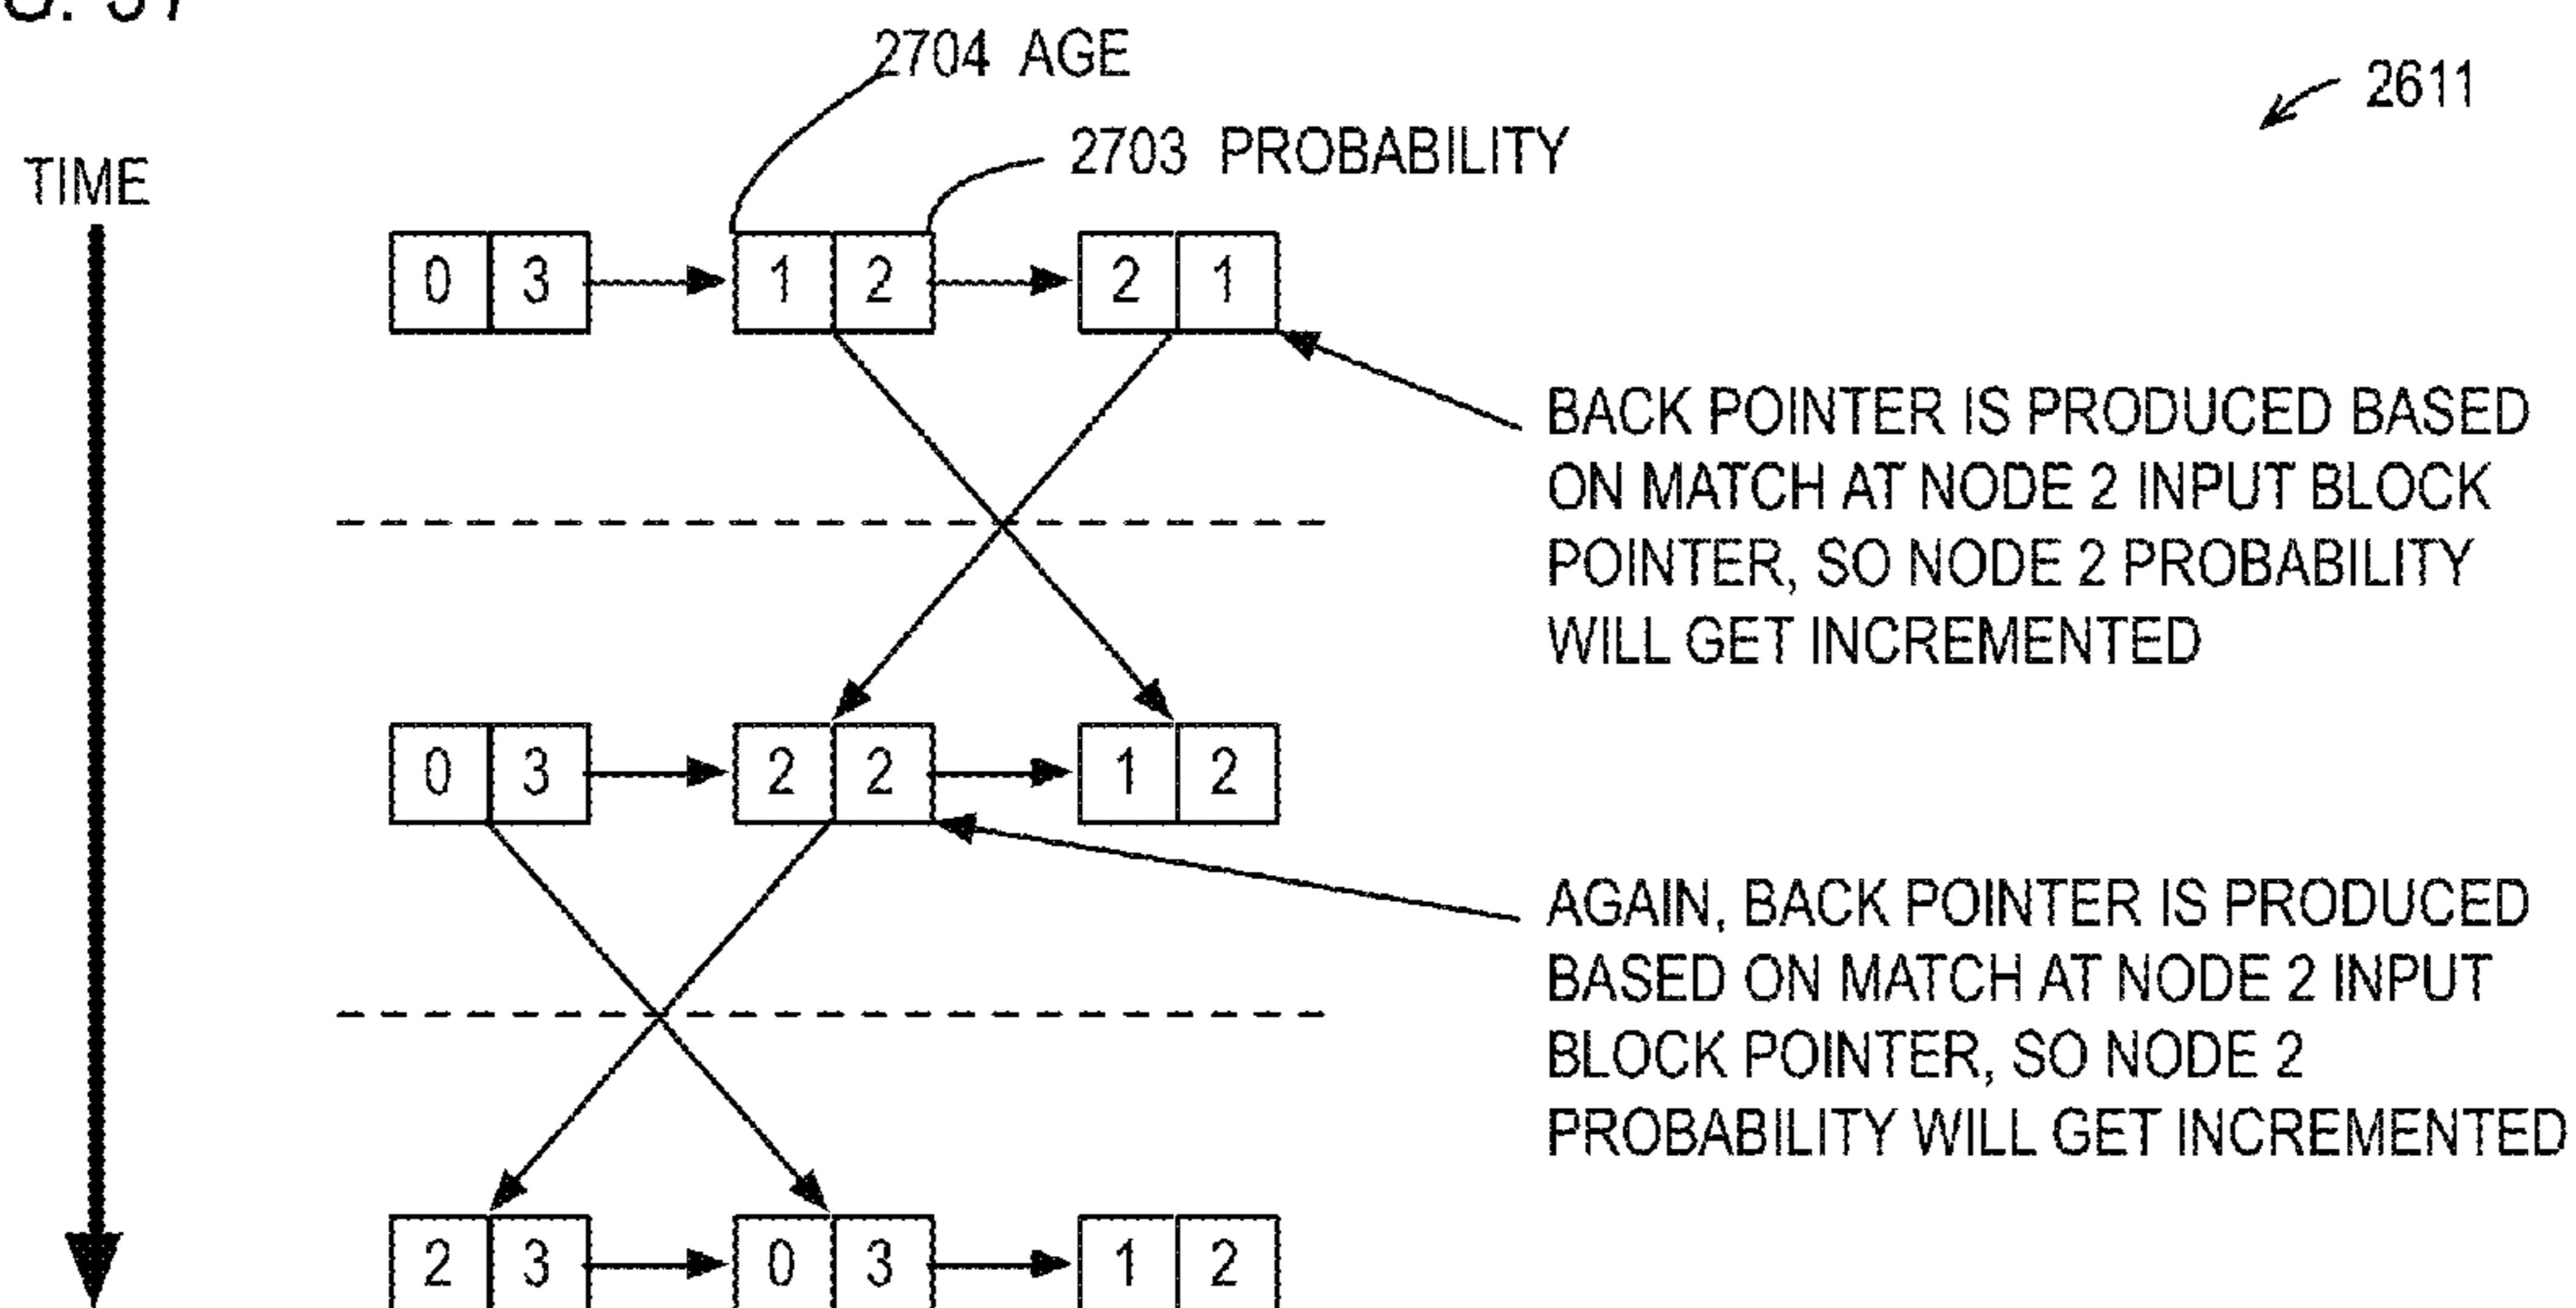 2704 AGE
2611
2703 PROBABILITY
TIME
0 3 1 2 2 1
BACK POINTER IS PRODUCED BASED
ON MATCH AT NODE 2 INPUT BLOCK
POINTER, SO NODE 2 PROBABILITY
WILL GET INCREMENTED
0 3 2 2 1 2
AGAIN, BACK POINTER IS PRODUCED
BASED ON MATCH AT NODE 2 INPUT
BLOCK POINTER, SO NODE 2
PROBABILITY WILL GET INCREMENTED
2 3 0 3 1 2